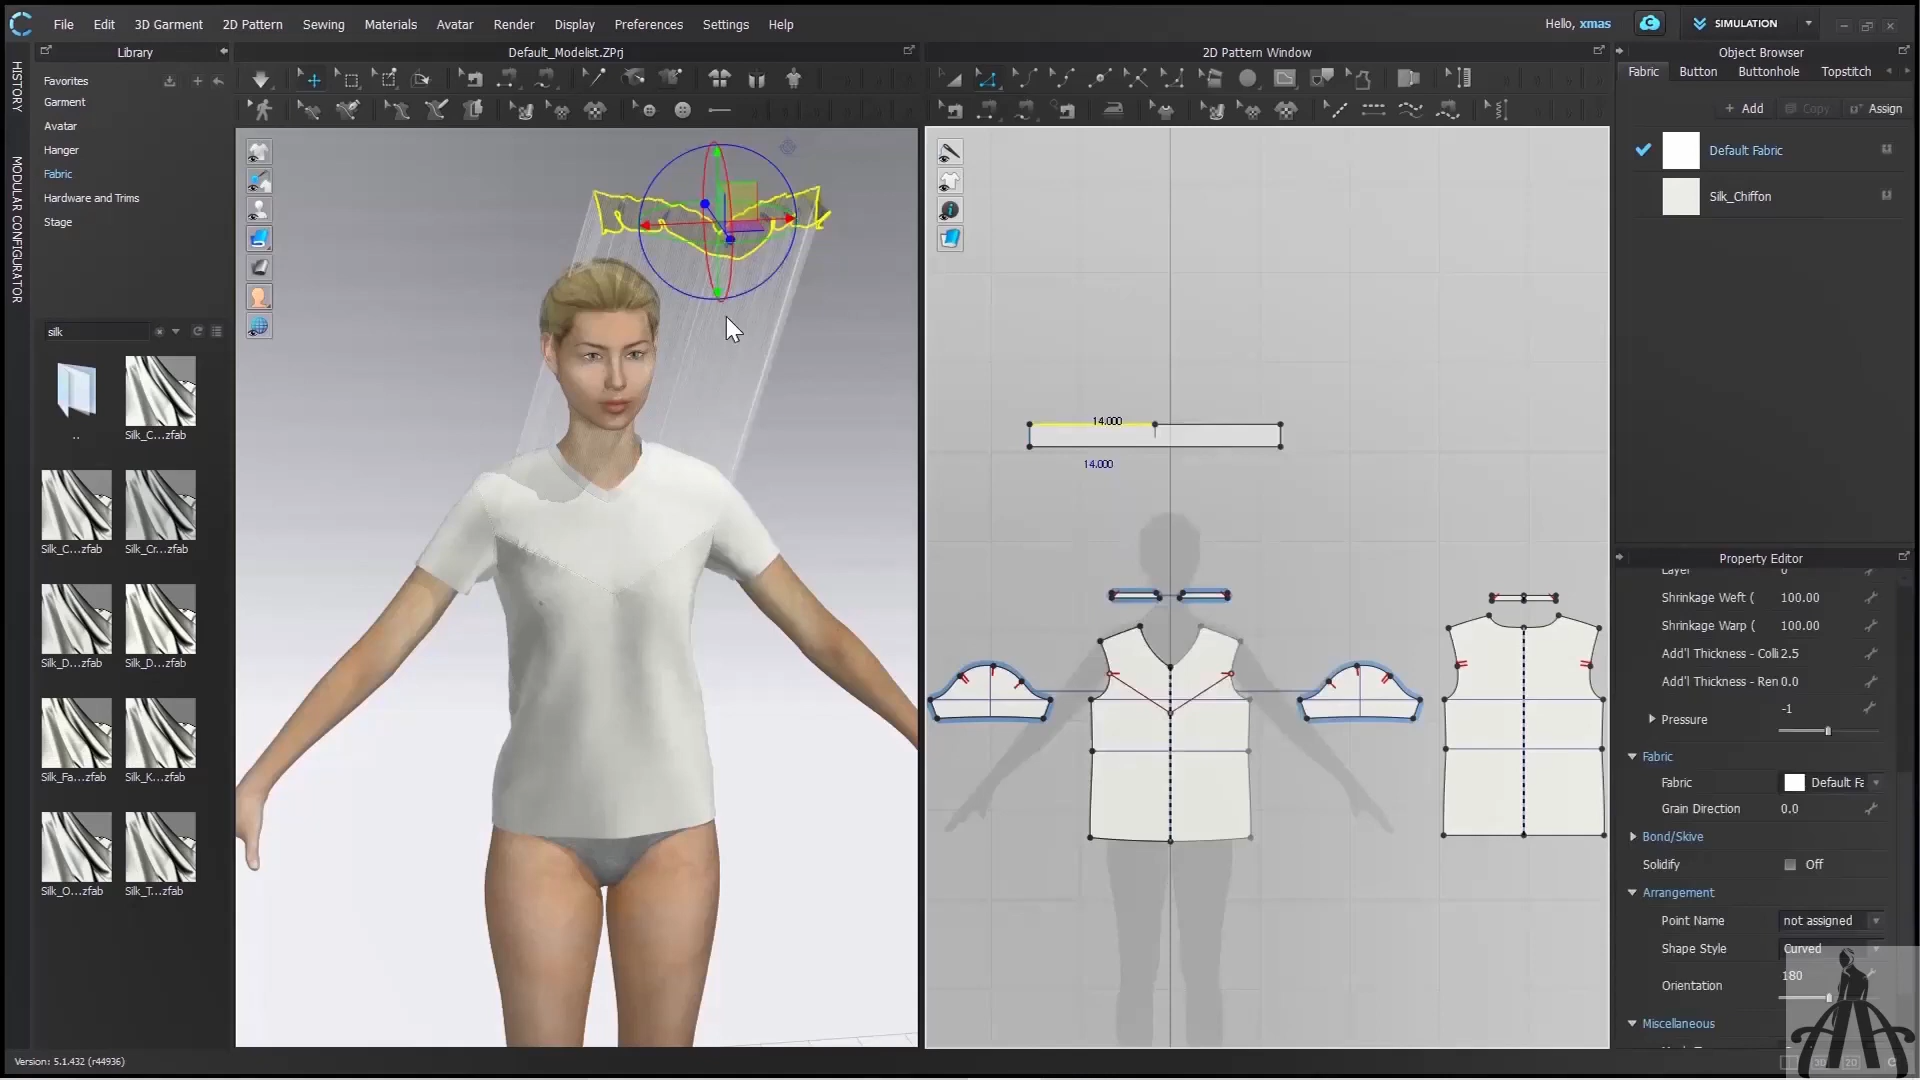 File Edit 3D Garment 2D Pattern Sewing Materials Avatar Render Display Preferences Settings Help
Hello, xmas
SIMULATION
Library
Default_Modelist.ZPrj
2D Pattern Window
Object Browser
HISTORY
MODULAR CONFIGURATOR
Favorites
Garment
Avatar
Hanger
Fabric
Hardware and Trims
Stage
silk
..
Silk_C...zfab
Silk_C...zfab
Silk_Cr...zfab
Silk_D...zfab
Silk_D...zfab
Silk_Fa...zfab
Silk_K...zfab
Silk_O...zfab
Silk_T...zfab
Version: 5.1.432 (r44936)
14.000
14.000
Fabric Button Buttonhole Topstitch
+ Add Copy Assign
Default Fabric
Silk_Chiffon
Property Editor
Layer 0
Shrinkage Weft ( 100.00
Shrinkage Warp ( 100.00
Add'l Thickness - Colli 2.5
Add'l Thickness - Ren 0.0
Pressure -1
Fabric
Fabric Default Fa
Grain Direction 0.0
Bond/Skive
Solidify Off
Arrangement
Point Name not assigned
Shape Style Curved
Orientation 180
Miscellaneous
3D 2D